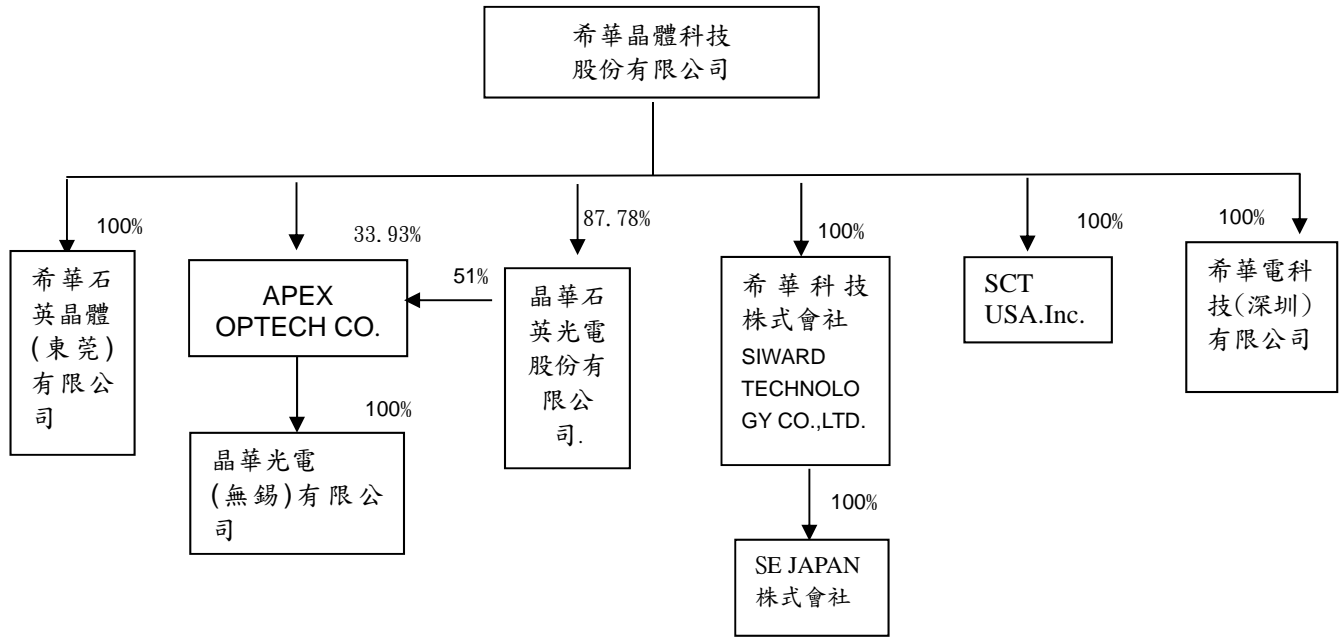 希華晶體科技
股份有限公司
100%
33.93%
87.78%
100%
100%
100%
希華石
英晶體
(東莞)
有限公
司
APEX
OPTECH CO.
51%
晶華石
英光電
股份有
限公
司.
希華科技
株式會社
SIWARD
TECHNOLO
GY CO.,LTD.
SCT
USA.Inc.
希華電科
技(深圳)
有限公司
100%
晶華光電
(無錫)有限公
司
100%
SE JAPAN
株式會社